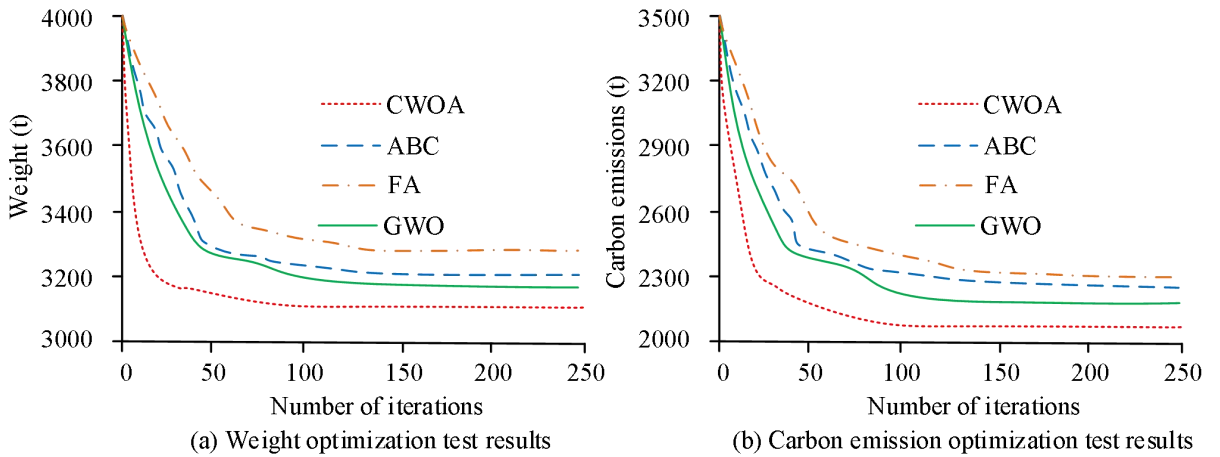 4000
3800
3600
3400
3200
3000
Weight (t)
CWOA
ABC
FA
GWO
0 50 100 150 200 250
Number of iterations
(a) Weight optimization test results
3500
3200
2900
2600
2300
2000
Carbon emissions (t)
CWOA
ABC
FA
GWO
0 50 100 150 200 250
Number of iterations
(b) Carbon emission optimization test results